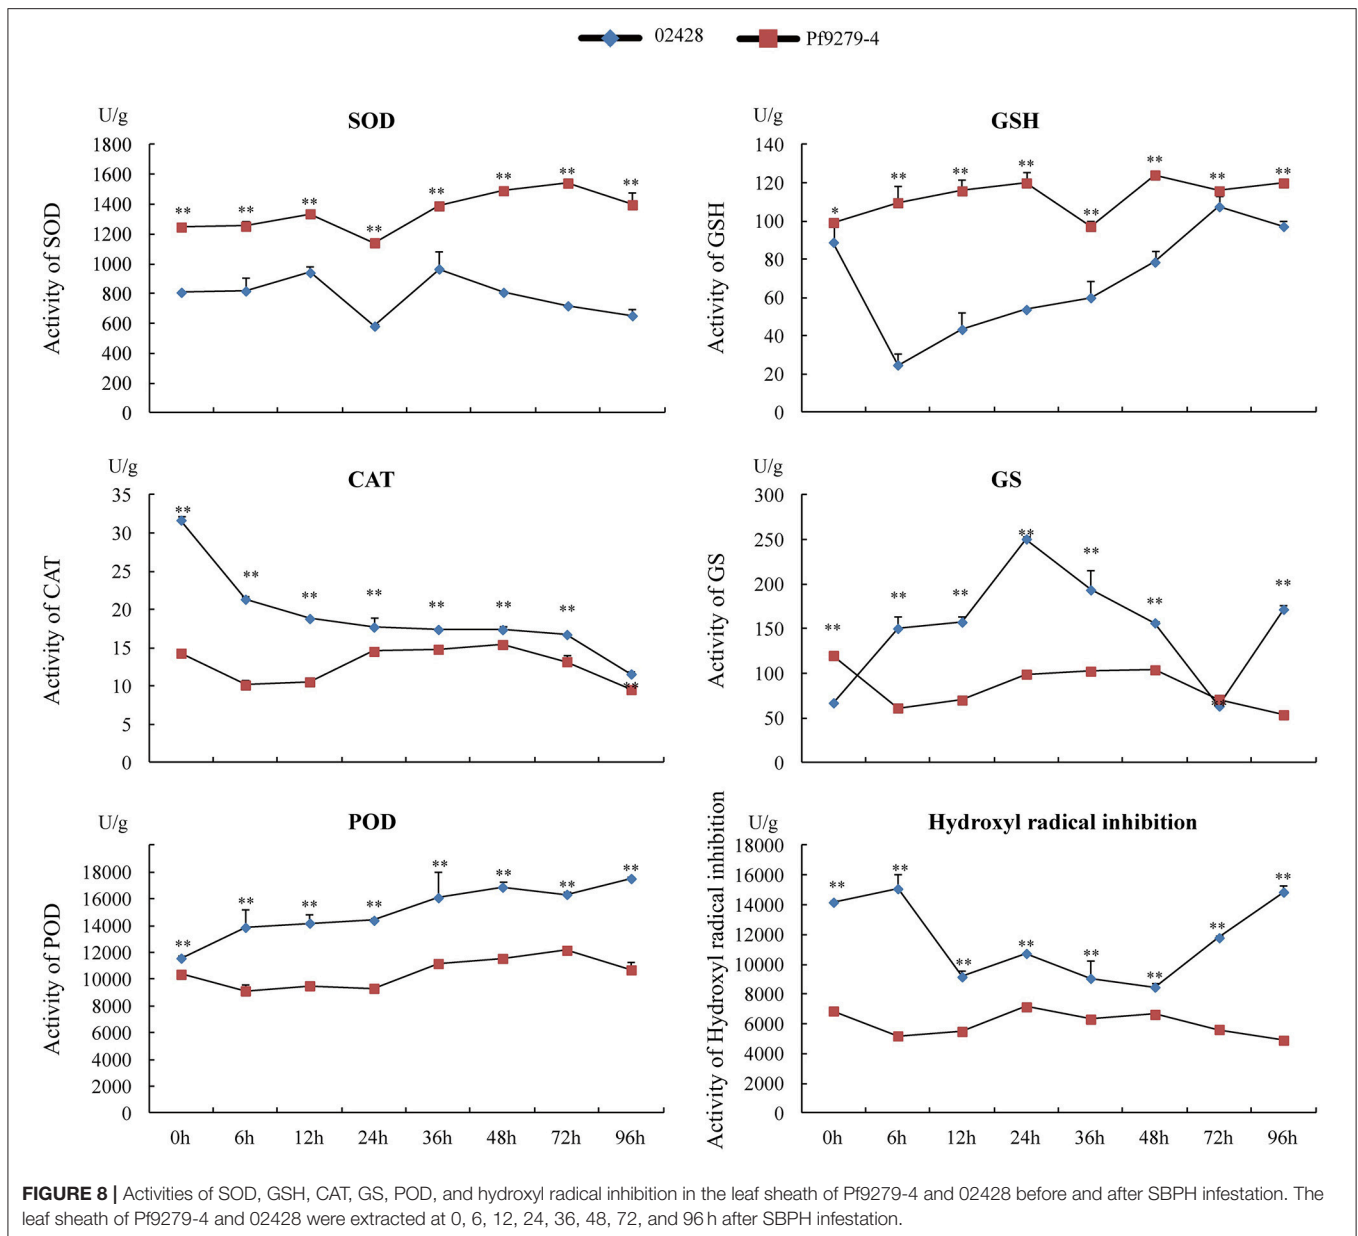 02428 Pf9279-4
U/g
SOD
1800
1600
1400
1200
1000
800
600
400
200
0
Activity of SOD
** ** ** ** ** ** ** **
U/g
GSH
140
120
100
80
60
40
20
0
Activity of GSH
* ** ** ** ** ** ** **
U/g
CAT
35
30
25
20
15
10
5
0
Activity of CAT
** ** ** ** ** ** ** **
U/g
GS
300
250
200
150
100
50
0
Activity of GS
** ** ** ** ** ** ** **
U/g
POD
18000
16000
14000
12000
10000
8000
6000
4000
2000
0
Activity of POD
** ** ** ** ** ** ** **
0h 6h 12h 24h 36h 48h 72h 96h
U/g
Hydroxyl radical inhibition
18000
16000
14000
12000
10000
8000
6000
4000
2000
0
Activity of Hydroxyl radical inhibition
** ** ** ** ** ** ** **
0h 6h 12h 24h 36h 48h 72h 96h
FIGURE 8 | Activities of SOD, GSH, CAT, GS, POD, and hydroxyl radical inhibition in the leaf sheath of Pf9279-4 and 02428 before and after SBPH infestation. The
leaf sheath of Pf9279-4 and 02428 were extracted at 0, 6, 12, 24, 36, 48, 72, and 96 h after SBPH infestation.